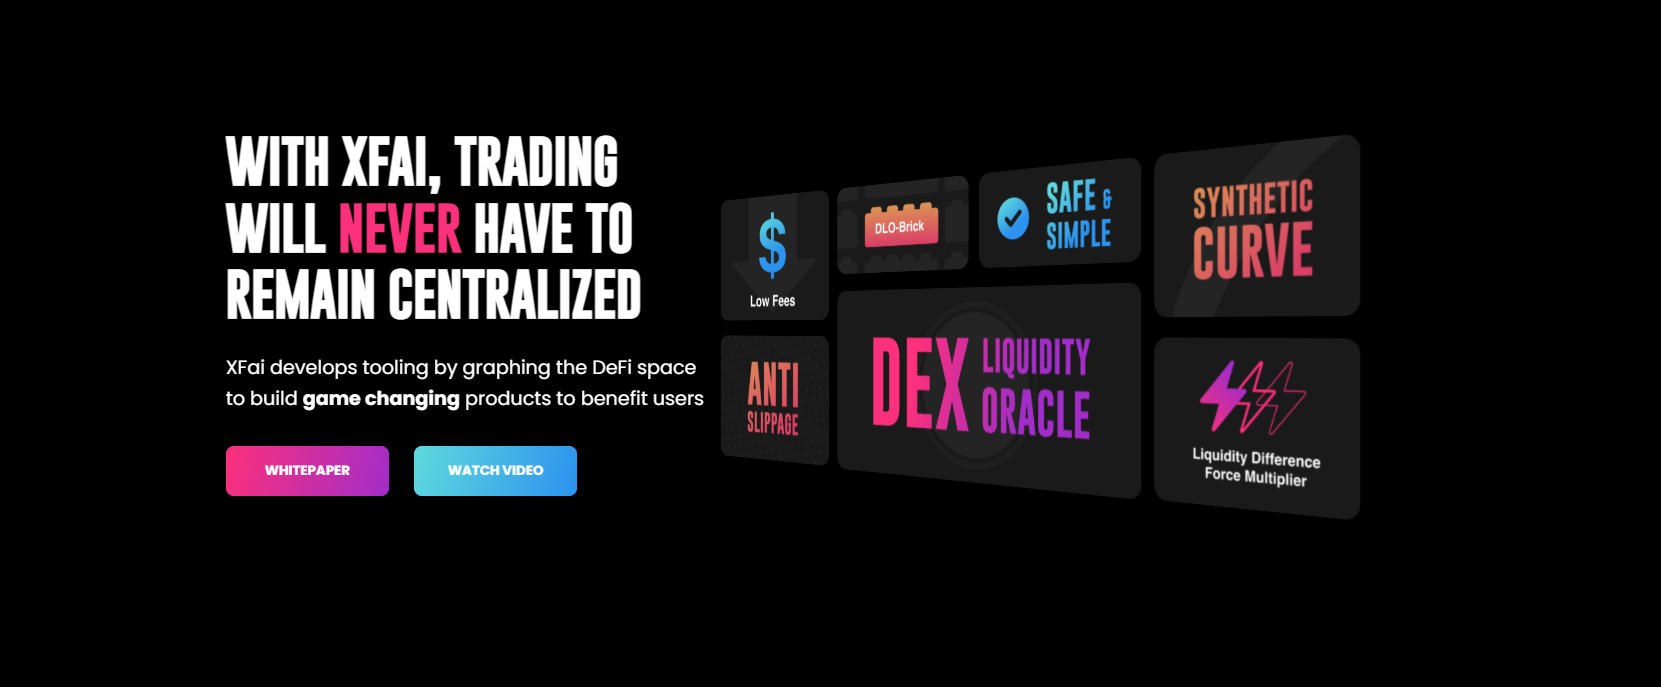 WITH XFAI, TRADING
WILL NEVER HAVE TO
REMAIN CENTRALIZED
XFai develops tooling by graphing the DeFi space
to build game changing products to benefit users
WHITEPAPER
WATCH VIDEO
$
Low Fees
DLO-Brick
SAFE &
SIMPLE
SYNTHETIC
CURVE
ANTI
SLIPPAGE
DEX LIQUIDITY
ORACLE
Liquidity Difference
Force Multiplier